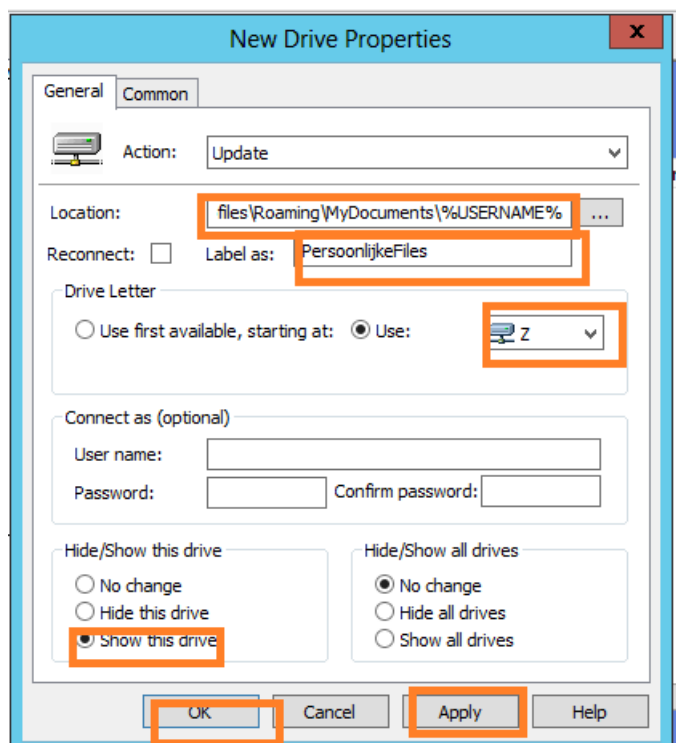 New Drive Properties x
General Common
Action: Update
Location: files\Roaming\MyDocuments\%USERNAME% ...
Reconnect: Label as: PersoonlijkeFiles
Drive Letter
Use first available, starting at: Use: Z
Connect as (optional)
User name:
Password: Confirm password:
Hide/Show this drive Hide/Show all drives
No change No change
Hide this drive Hide all drives
Show this drive Show all drives
OK Cancel Apply Help